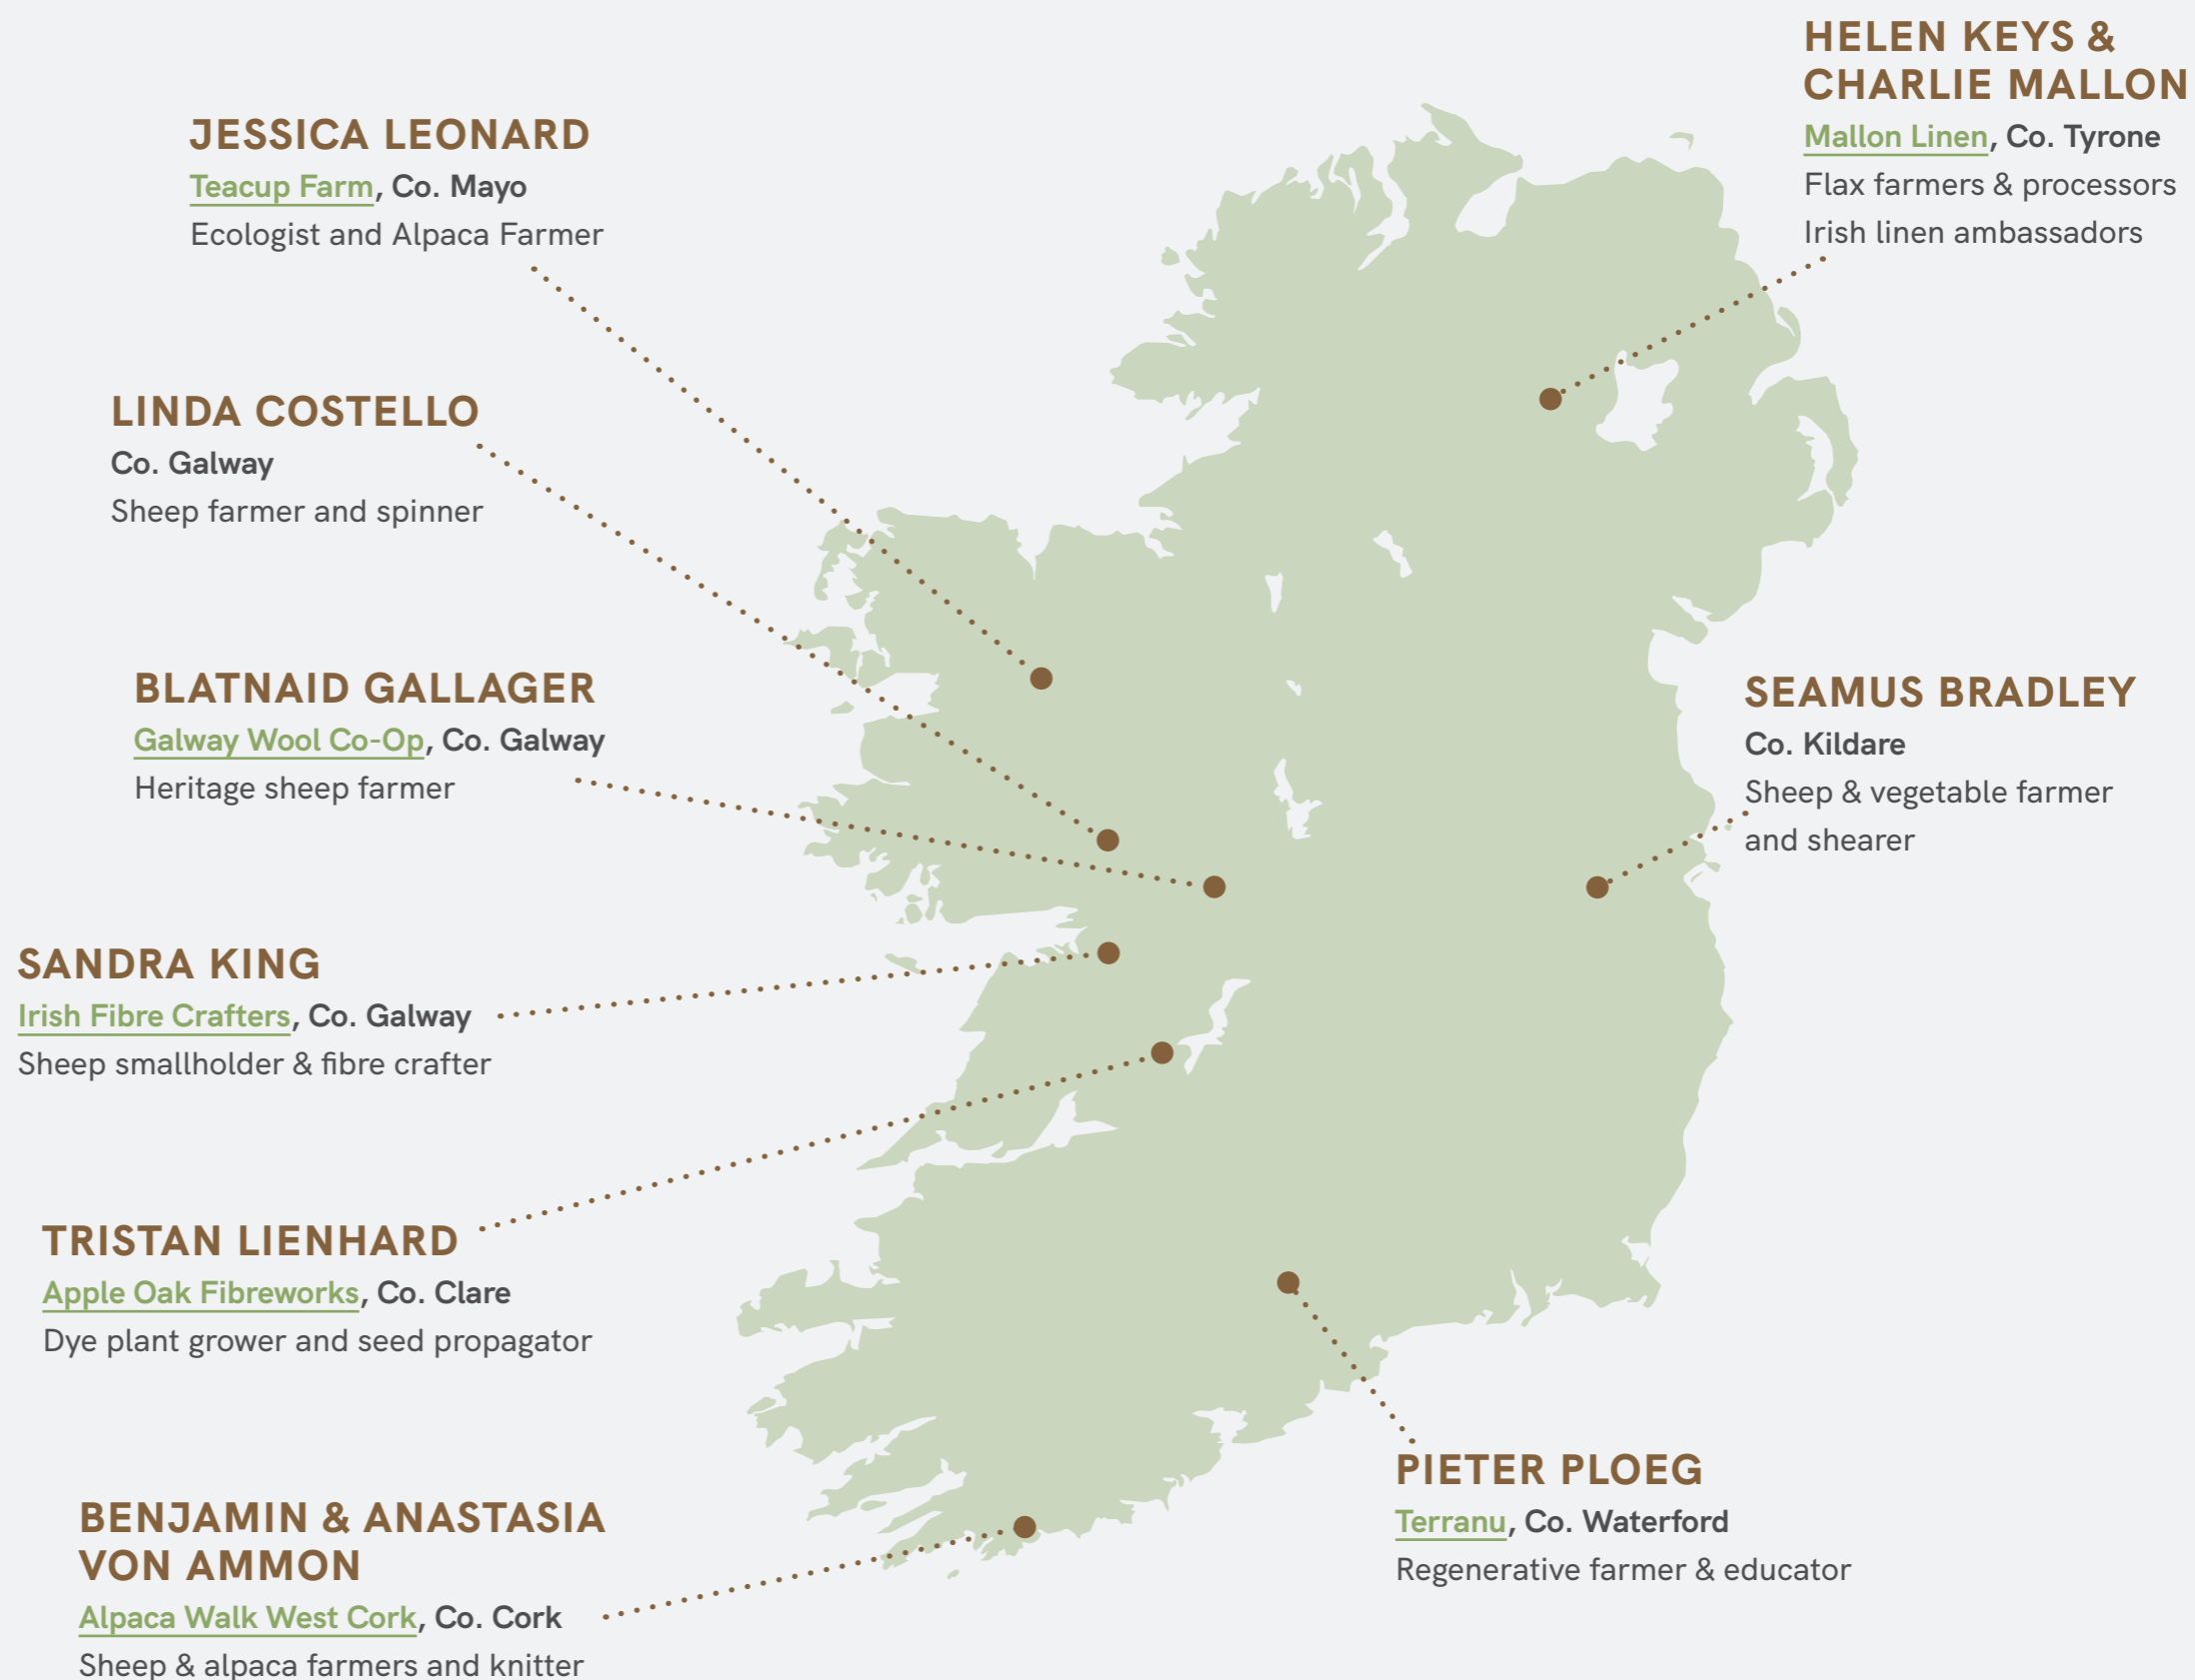 JESSICA LEONARD
Teacup Farm, Co. Mayo
Ecologist and Alpaca Farmer
LINDA COSTELLO
Co. Galway
Sheep farmer and spinner
BLATNAID GALLAGER
Galway Wool Co-Op, Co. Galway
Heritage sheep farmer
SANDRA KING
Irish Fibre Crafters, Co. Galway
Sheep smallholder & fibre crafter
TRISTAN LIENHARD
Apple Oak Fibreworks, Co. Clare
Dye plant grower and seed propagator
BENJAMIN & ANASTASIA
VON AMMON
Alpaca Walk West Cork, Co. Cork
Sheep & alpaca farmers and knitter
HELEN KEYS &
CHARLIE MALLON
Mallon Linen, Co. Tyrone
Flax farmers & processors
Irish linen ambassadors
SEAMUS BRADLEY
Co. Kildare
Sheep & vegetable farmer
and shearer
PIETER PLOEG
Terranu, Co. Waterford
Regenerative farmer & educator